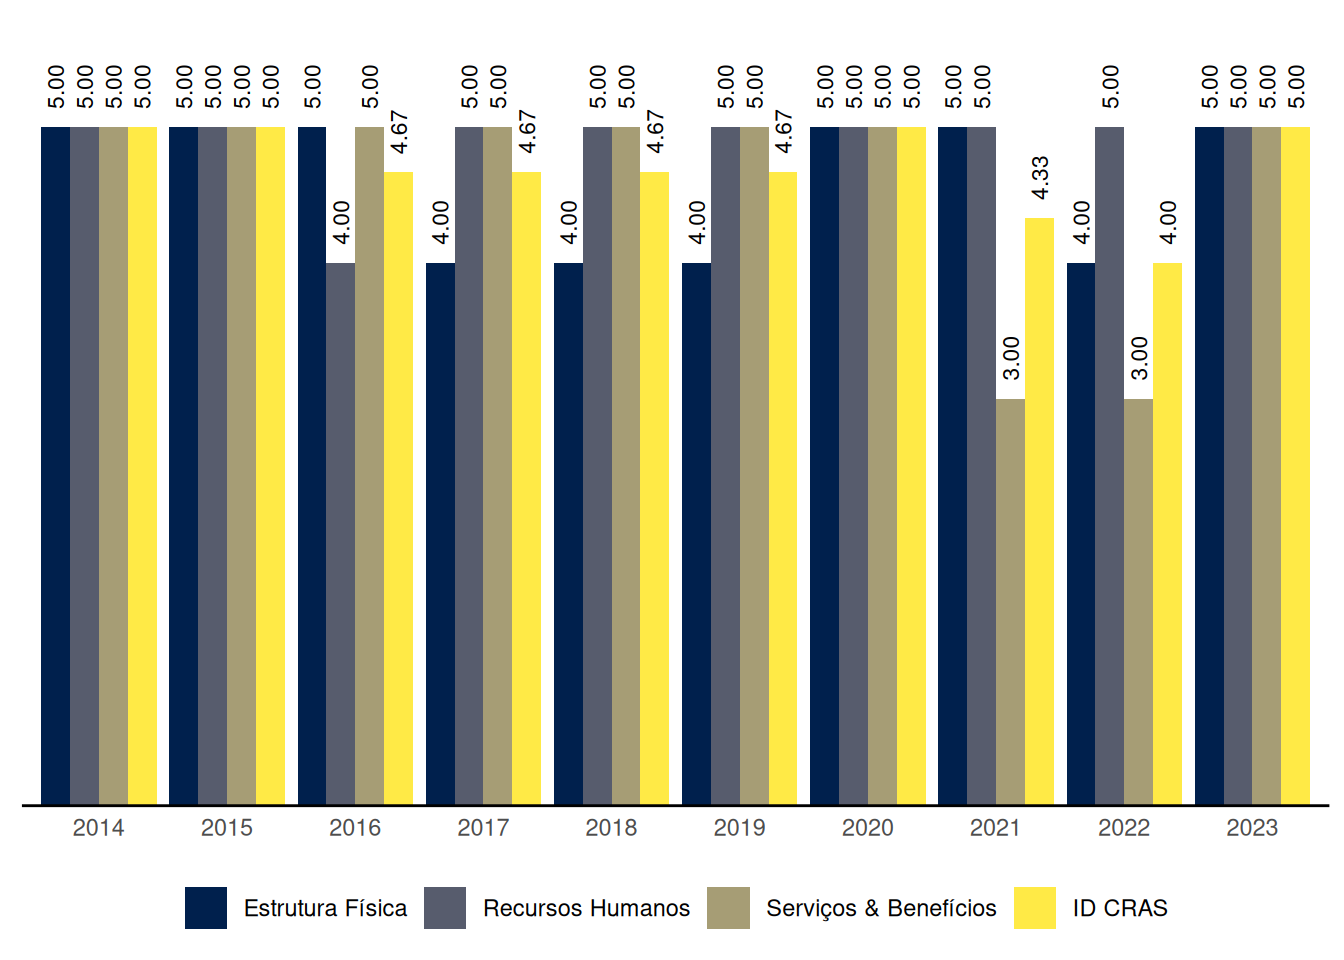 5.00 5.00 5.00 5.00 5.00 5.00 5.00 5.00 5.00 4.00 5.00 4.67 4.00 5.00 5.00 4.67 4.00 5.00 5.00 4.67 4.00 5.00 5.00 4.67 5.00 5.00 5.00 5.00 5.00 5.00 3.00 4.33 4.00 5.00 3.00 4.00 5.00 5.00 5.00 5.00
2014 2015 2016 2017 2018 2019 2020 2021 2022 2023
Estrutura Física Recursos Humanos Serviços & Benefícios ID CRAS